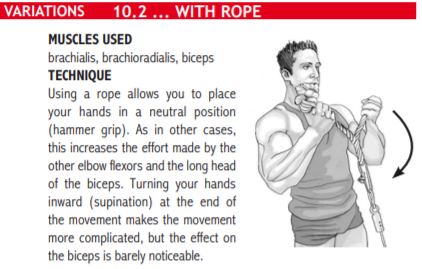 VARIATIONS 10.2 ... WITH ROPE
MUSCLES USED
brachialis, brachioradialis, biceps
TECHNIQUE
Using a rope allows you to place
your hands in a neutral position
(hammer grip). As in other cases,
this increases the effort made by the
other elbow flexors and the long head
of the biceps. Turning your hands
inward (supination) at the end of
the movement makes the movement
more complicated, but the effect on
the biceps is barely noticeable.